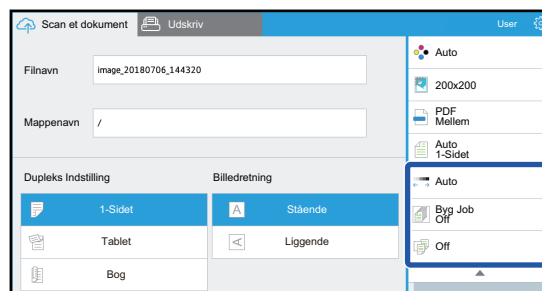 Scan et dokument
Udskriv
User
Filnavn
image_20180706_144320
Mappenavn
/
Dupleks Indstilling
Billedretning
1-Sidet
A
Stående
Tablet
A
Liggende
Bog
Auto
200x200
PDF
Mellem
Auto
1-Sidet
Auto
Byg Job
Off
Off